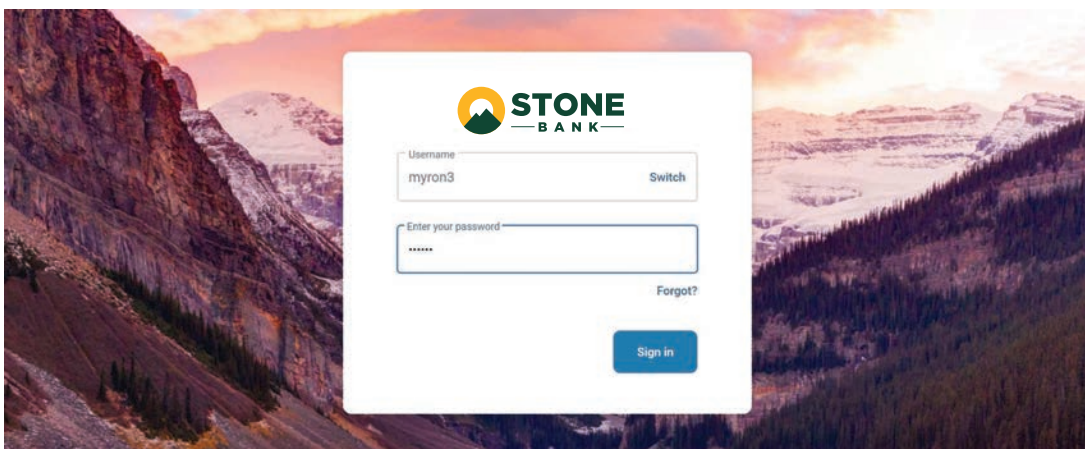 STONE
BANK
Username
myron3 Switch
Enter your password
••••••
Forgot?
Sign in